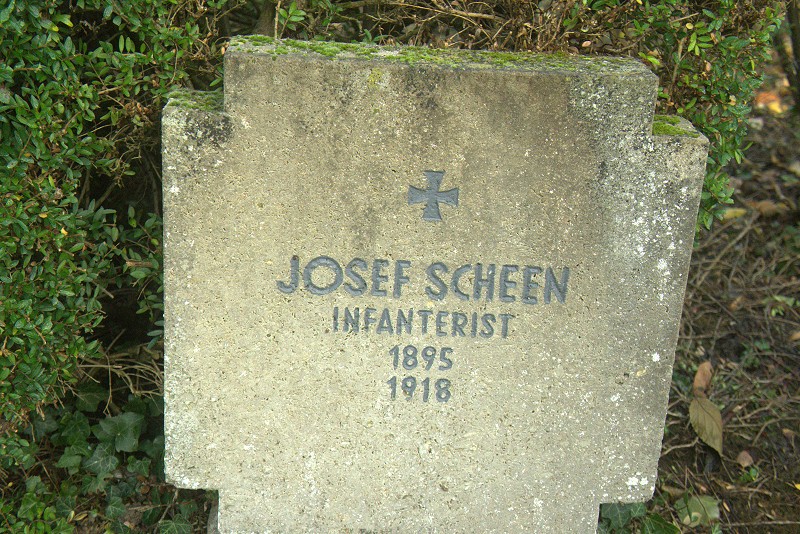 JOSEF SCHEEN
INFANTERIST
1895
1918